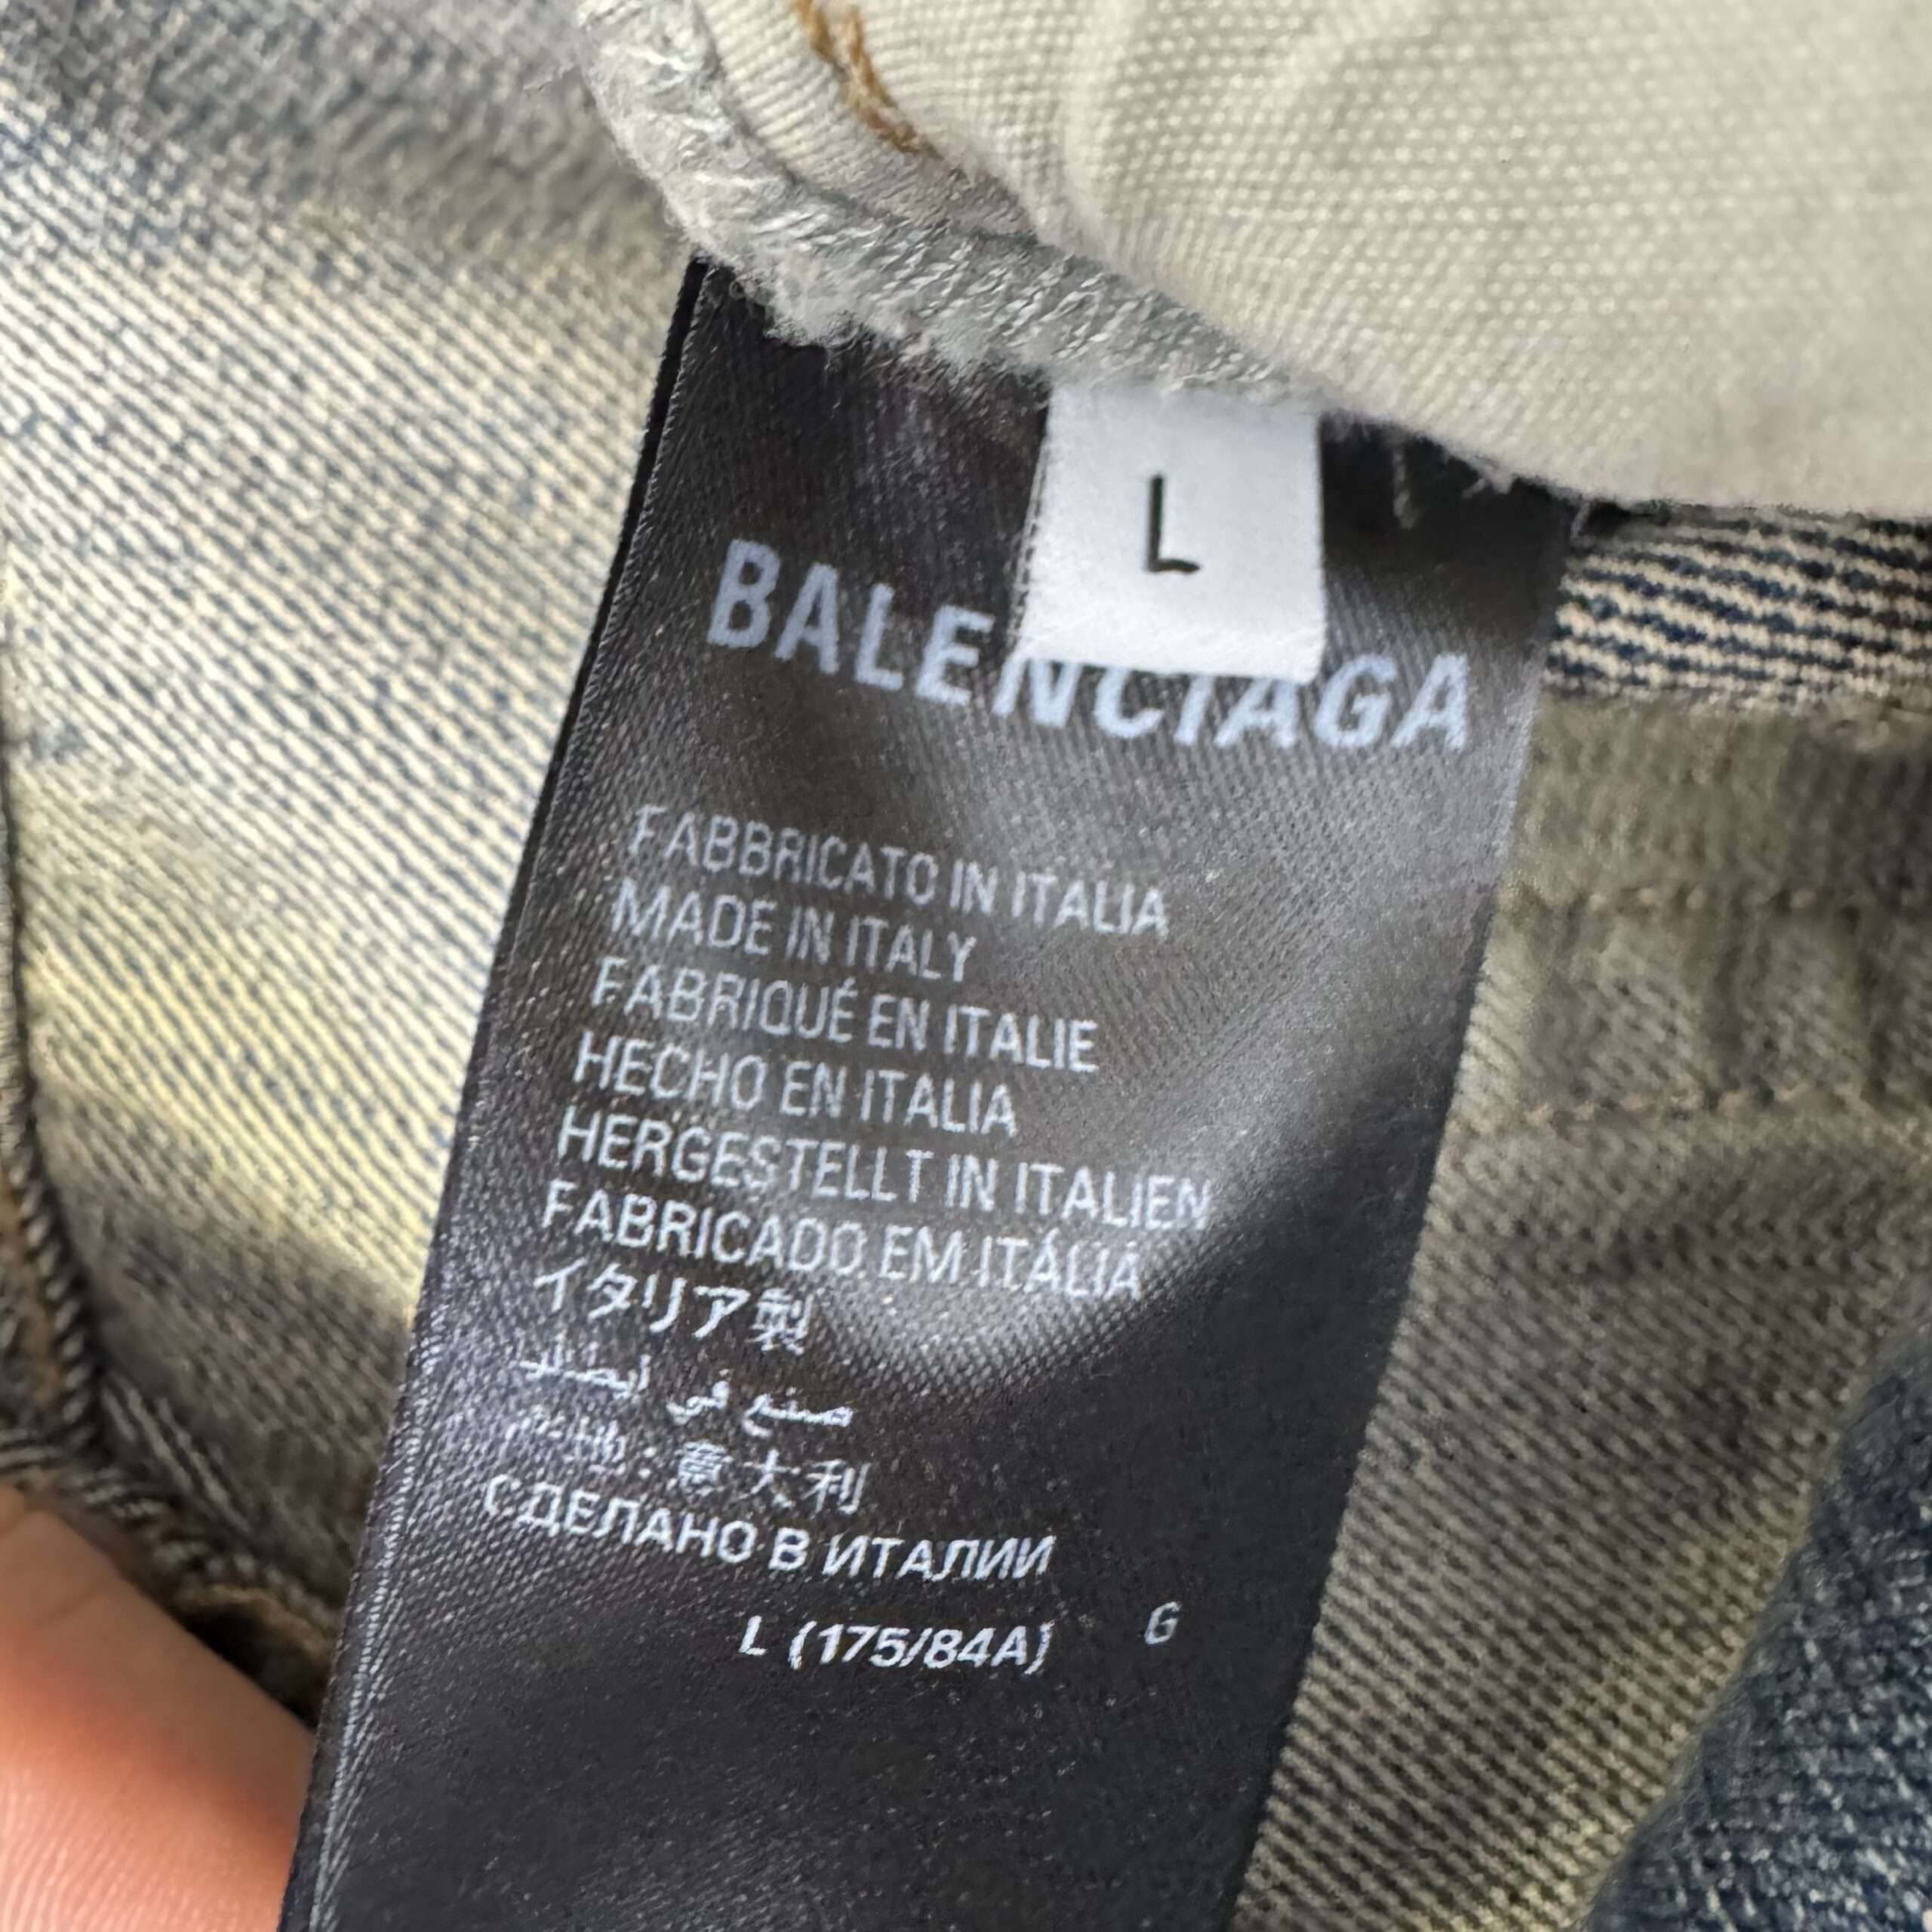 L
BALENCIAGA
FABBRICATO IN ITALIA
MADE IN ITALY
FABRIQUÉ EN ITALIE
HECHO EN ITALIA
HERGESTELLT IN ITALIEN
FABRICADO EM ITÁLIA
イタリア製
صنع في
产地:意大利
СДЕЛАНО В ИТАЛИИ
L (175/84A) G